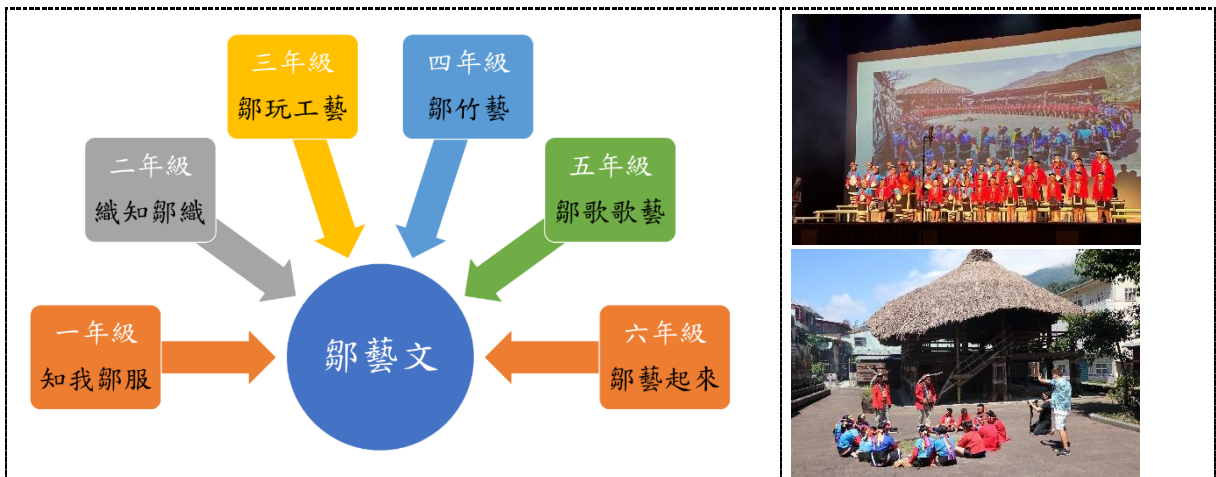 一年級
知我鄒服
二年級
織知鄒織
三年級
鄒玩工藝
四年級
鄒竹藝
五年級
鄒歌歌藝
六年級
鄒藝起來
鄒藝文